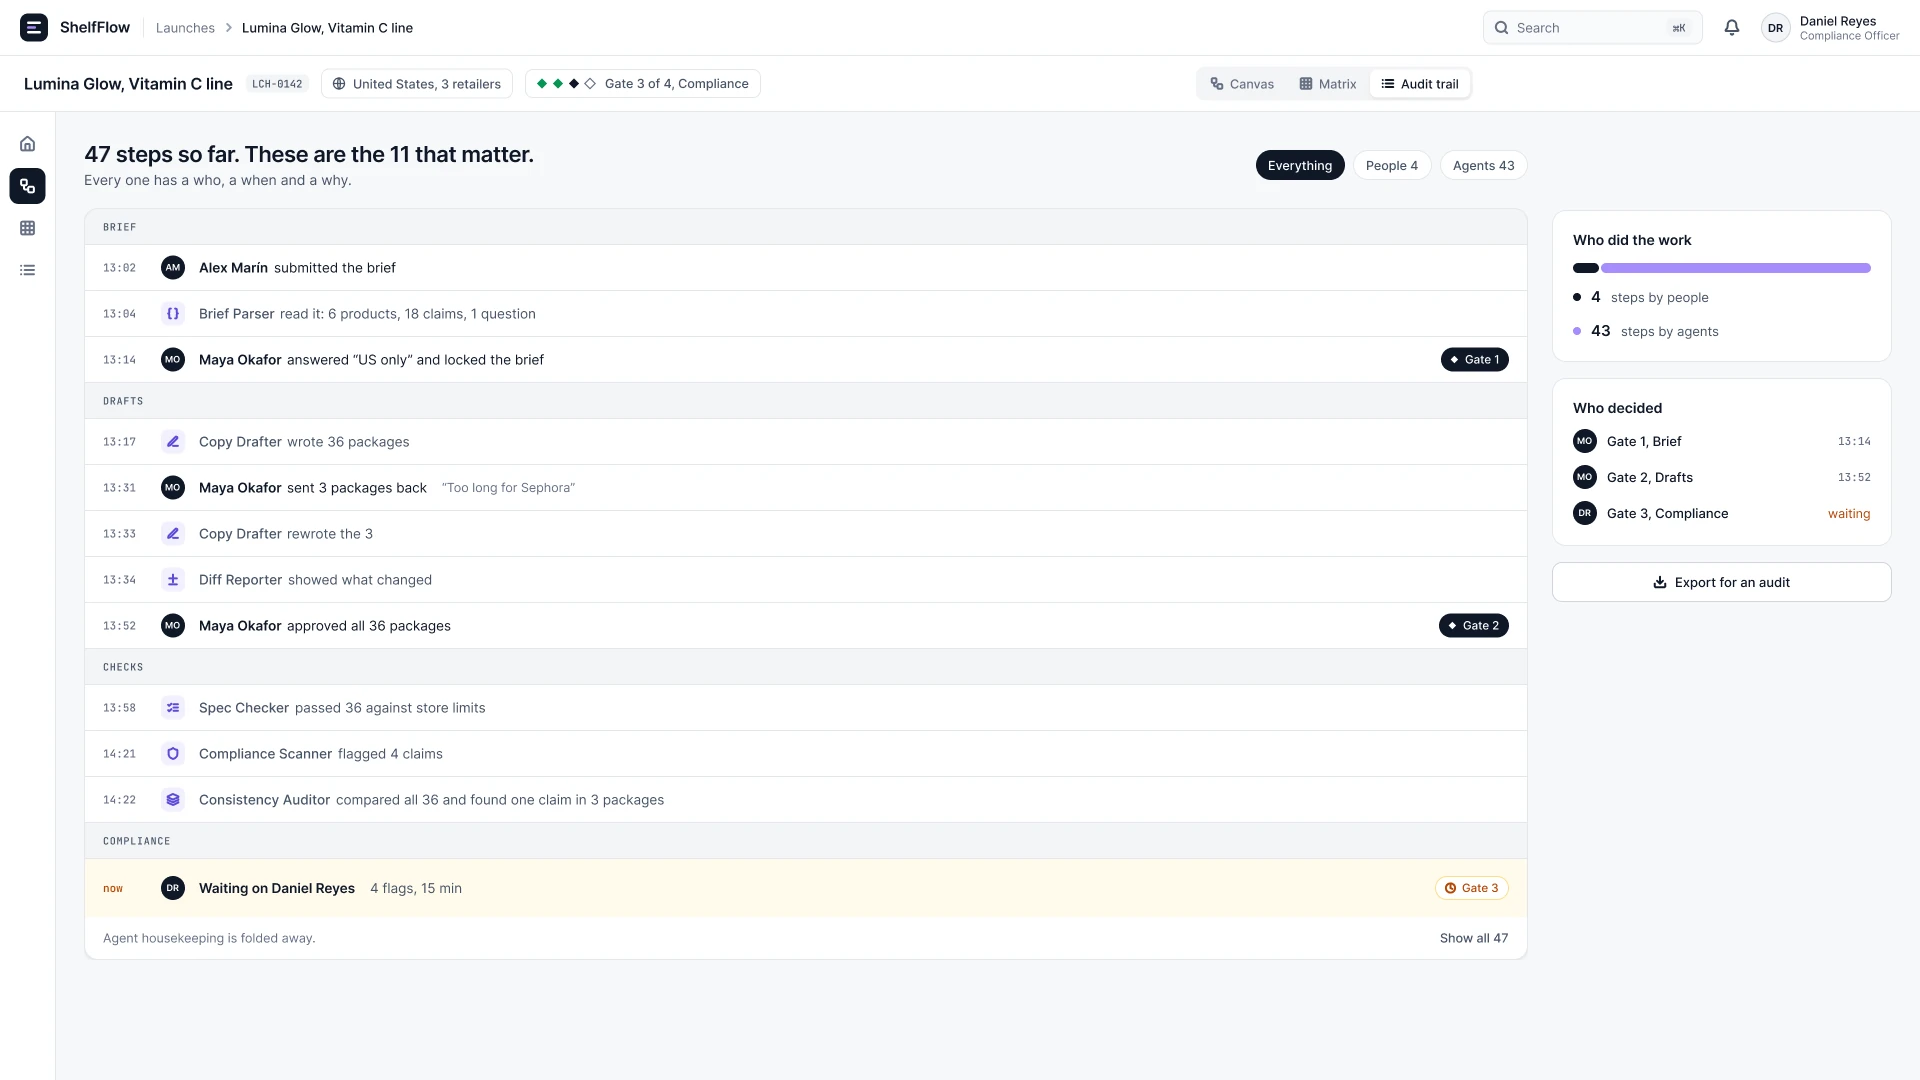 ShelfFlow
Launches
Lumina Glow, Vitamin C line
Search
⌘K
DR
Daniel Reyes
Compliance Officer
Lumina Glow, Vitamin C line
LCH-0142
United States, 3 retailers
Gate 3 of 4, Compliance
Canvas
Matrix
Audit trail
47 steps so far. These are the 11 that matter.
Every one has a who, a when and a why.
Everything
People 4
Agents 43
BRIEF
13:02 AM Alex Marín submitted the brief
13:04 {} Brief Parser read it: 6 products, 18 claims, 1 question
13:14 MO Maya Okafor answered “US only” and locked the brief Gate 1
DRAFTS
13:17 Copy Drafter wrote 36 packages
13:31 MO Maya Okafor sent 3 packages back “Too long for Sephora”
13:33 Copy Drafter rewrote the 3
13:34 Diff Reporter showed what changed
13:52 MO Maya Okafor approved all 36 packages Gate 2
CHECKS
13:58 Spec Checker passed 36 against store limits
14:21 Compliance Scanner flagged 4 claims
14:22 Consistency Auditor compared all 36 and found one claim in 3 packages
COMPLIANCE
now DR Waiting on Daniel Reyes 4 flags, 15 min Gate 3
Agent housekeeping is folded away. Show all 47
Who did the work
4 steps by people
43 steps by agents
Who decided
MO Gate 1, Brief 13:14
MO Gate 2, Drafts 13:52
DR Gate 3, Compliance waiting
Export for an audit